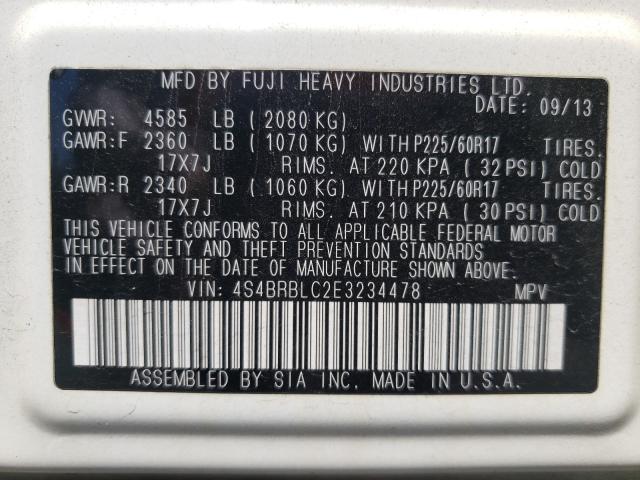 MFD BY FUJI HEAVY INDUSTRIES LTD.
DATE: 09/13
GVWR: 4585 LB ( 2080 KG)
GAWR:F 2360 LB ( 1070 KG) WITH P225/60R17 TIRES.
17X7J RIMS. AT 220 KPA ( 32 PSI) COLD
GAWR:R 2340 LB ( 1060 KG) WITH P225/60R17 TIRES.
17X7J RIMS. AT 210 KPA ( 30 PSI) COLD
THIS VEHICLE CONFORMS TO ALL APPLICABLE FEDERAL MOTOR
VEHICLE SAFETY AND THEFT PREVENTION STANDARDS
IN EFFECT ON THE DATE OF MANUFACTURE SHOWN ABOVE.
VIN: 4S4BRBLC2E3234478 MPV
ASSEMBLED BY SIA INC. MADE IN U.S.A.